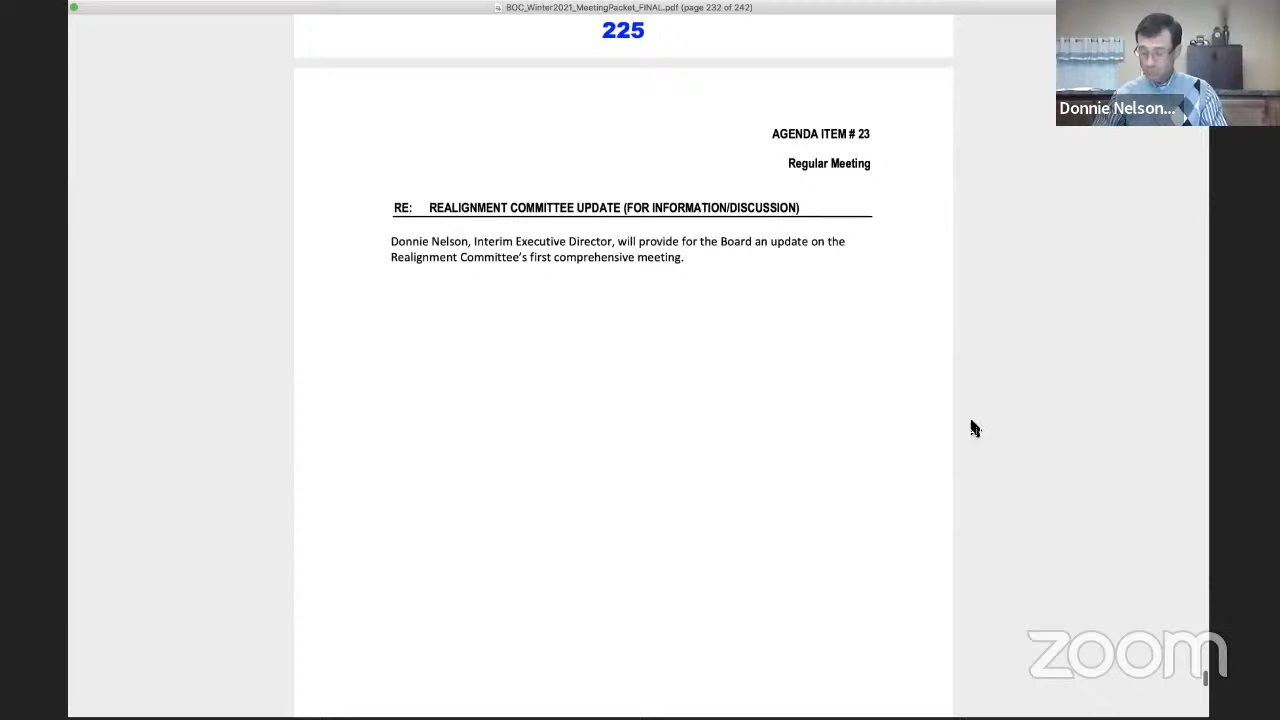 BOC_Winter2021_MeetingPacket_FINAL.pdf (page 232 of 242)
225
Donnie Nelson...
AGENDA ITEM # 23
Regular Meeting
RE: REALIGNMENT COMMITTEE UPDATE (FOR INFORMATION/DISCUSSION)
Donnie Nelson, Interim Executive Director, will provide for the Board an update on the
Realignment Committee's first comprehensive meeting.
zoom